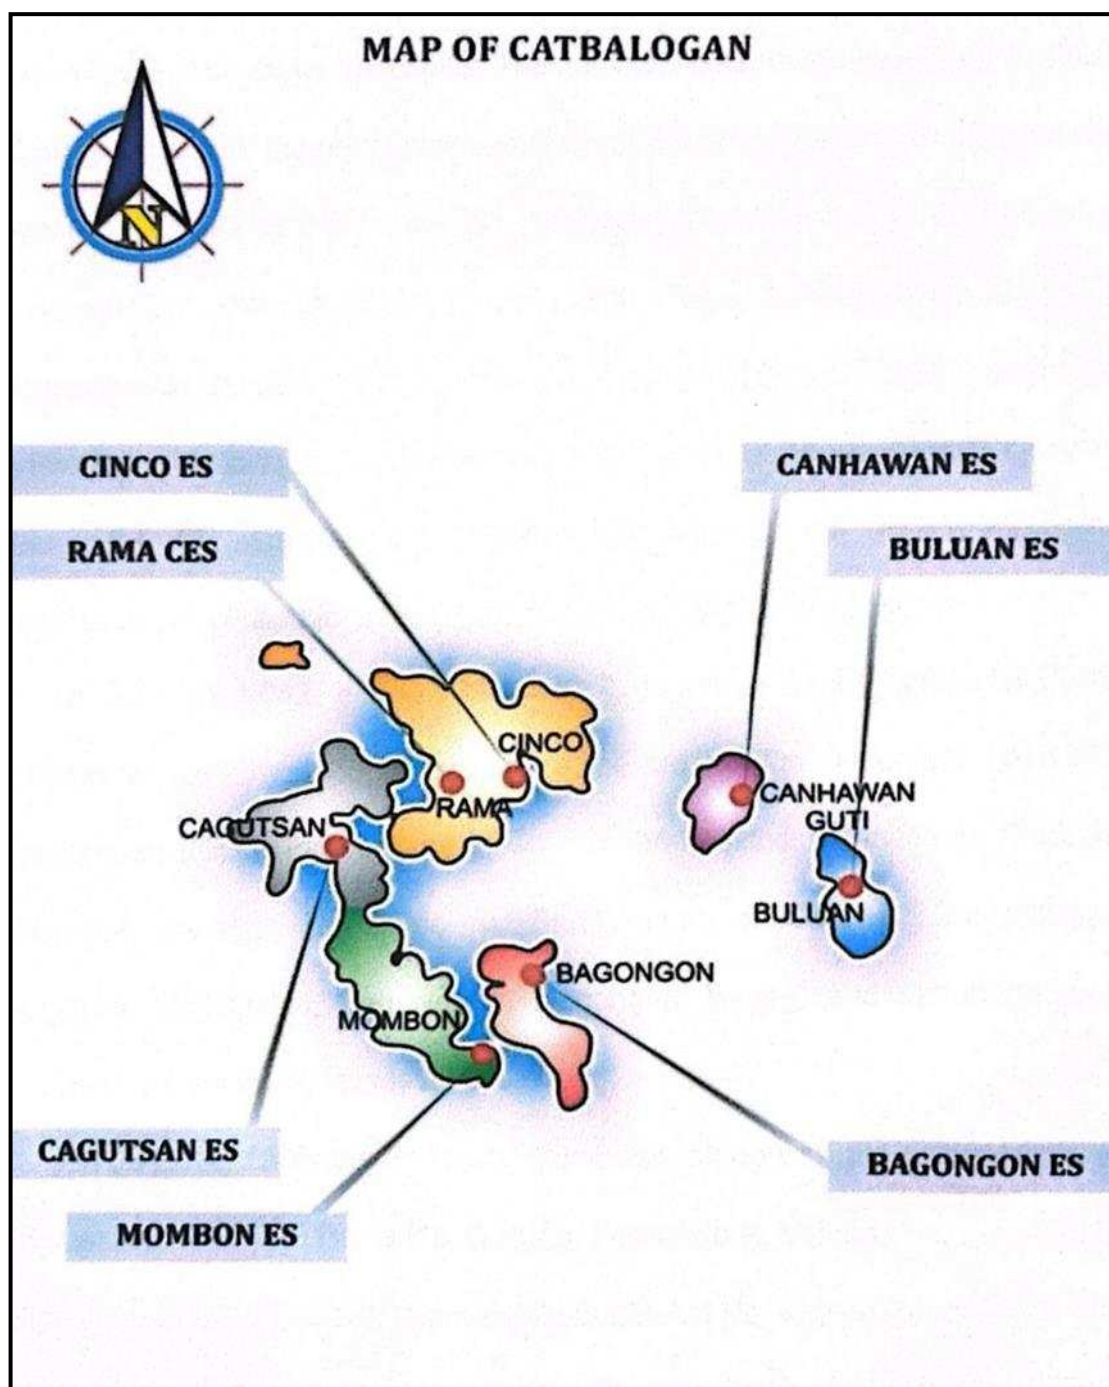 MAP OF CATBALOGAN
N
CINCO ES
CANHAWAN ES
RAMA CES
BULUAN ES
CINCO
RAMA
CANHAWAN
GUTI
CAGUTSAN
BULUAN
BAGONGON
MOMBON
CAGUTSAN ES
BAGONGON ES
MOMBON ES